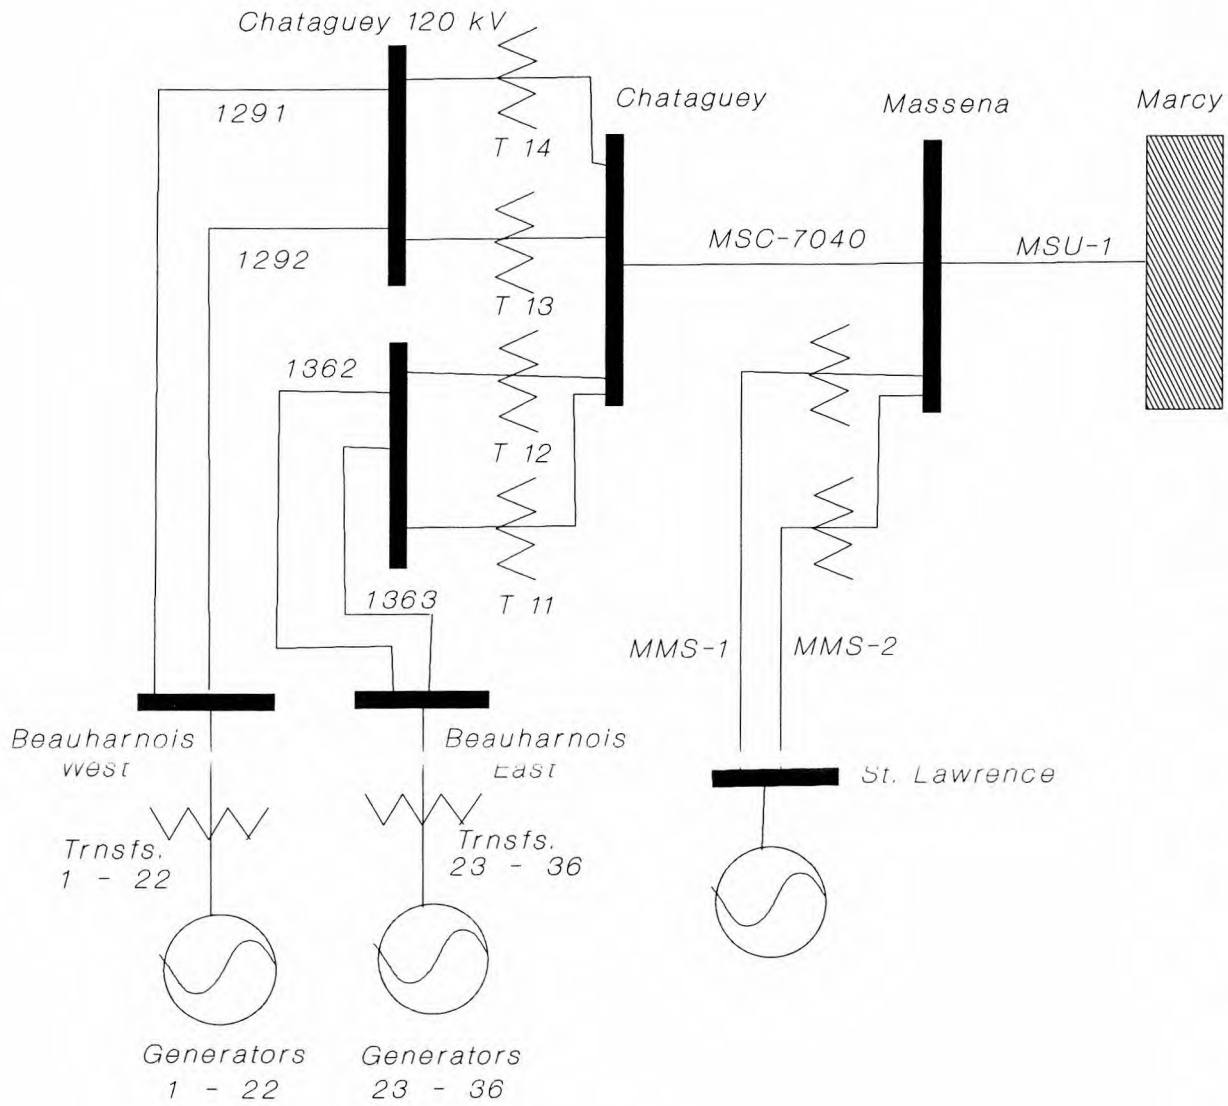 Chataguey 120 kV
1291
T 14
Chataguey
Massena
Marcy
1292
T 13
MSC-7040
MSU-1
1362
T 12
1363
T 11
MMS-1
MMS-2
Beauharnois
West
Beauharnois
East
St. Lawrence
Trnsfs.
1 - 22
Trnsfs.
23 - 36
Generators
1 - 22
Generators
23 - 36